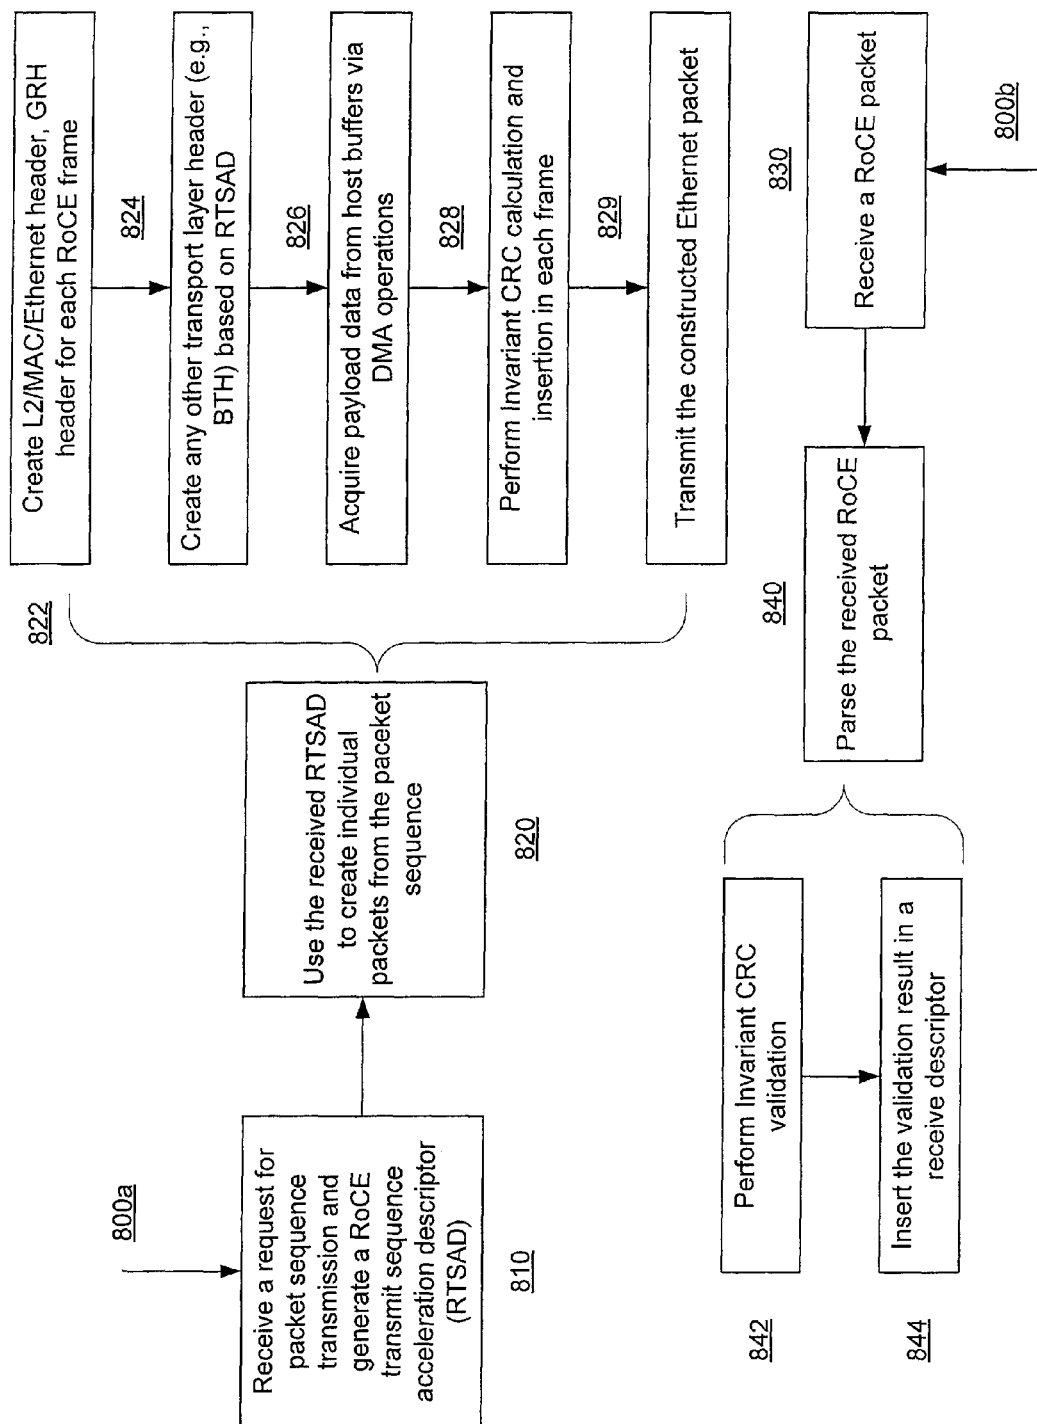 800a
Receive a request for
packet sequence
transmission and
generate a RoCE
transmit sequence
acceleration descriptor
(RTSAD)
810
Use the received RTSAD
to create individual
packets from the paceket
sequence
820
822
Create L2/MAC/Ethernet header, GRH
header for each RoCE frame
824
Create any other transport layer header (e.g.,
BTH) based on RTSAD
826
Acquire payload data from host buffers via
DMA operations
828
Perform Invariant CRC calculation and
insertion in each frame
829
Transmit the constructed Ethernet packet
800b
830
Receive a RoCE packet
840
Parse the received RoCE
packet
842
Perform Invariant CRC
validation
844
Insert the validation result in a
receive descriptor